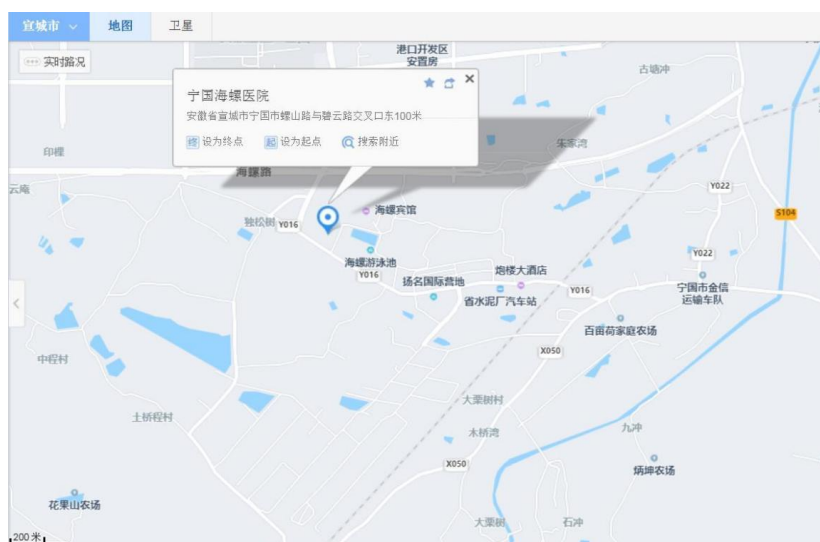 宣城市
地图
卫星
实时路况
港口开发区
安置房
古塘冲
宁国海螺医院
安徽省宣城市宁国市螺山路与碧云路交叉口东100米
终 设为终点
起 设为起点
搜索附近
朱家湾
印檀
海螺路
云庵
Y022
S104
独松树
Y016
海螺宾馆
海螺游泳池
Y016
Y022
炮楼大酒店
扬名国际营地
省水泥厂汽车站
Y016
宁国市金信
运输车队
百亩荷家庭农场
X050
中程村
大栗树村
土桥程村
木桥湾
九冲
X050
炳坤农场
花果山农场
大栗树
石冲
200 米